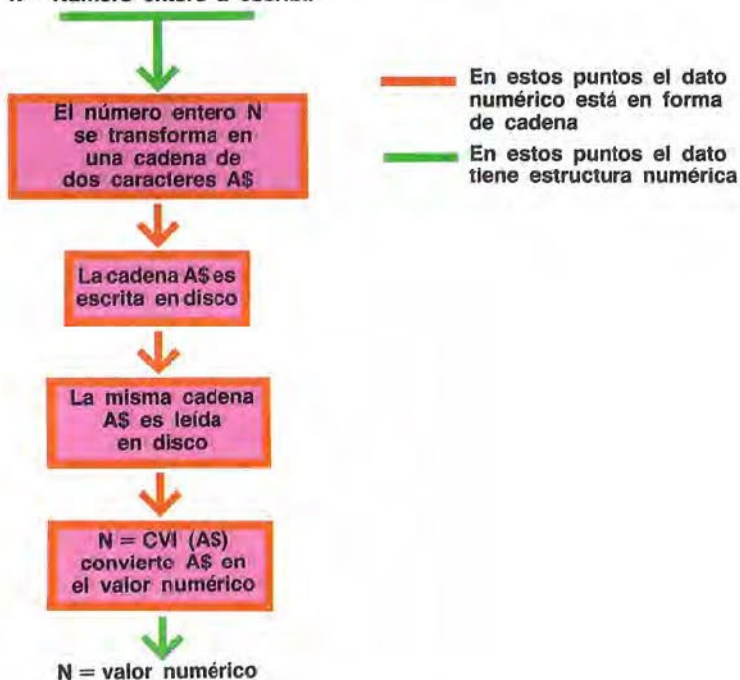 N = Número entero a escribir
El número entero N
se transforma en
una cadena de
dos caracteres A$
La cadena A$ es
escrita en disco
La misma cadena
A$ es leída
en disco
N = CVI (A$)
convierte A$ en
el valor numérico
N = valor numérico
En estos puntos el dato
numérico está en forma
de cadena
En estos puntos el dato
tiene estructura numérica